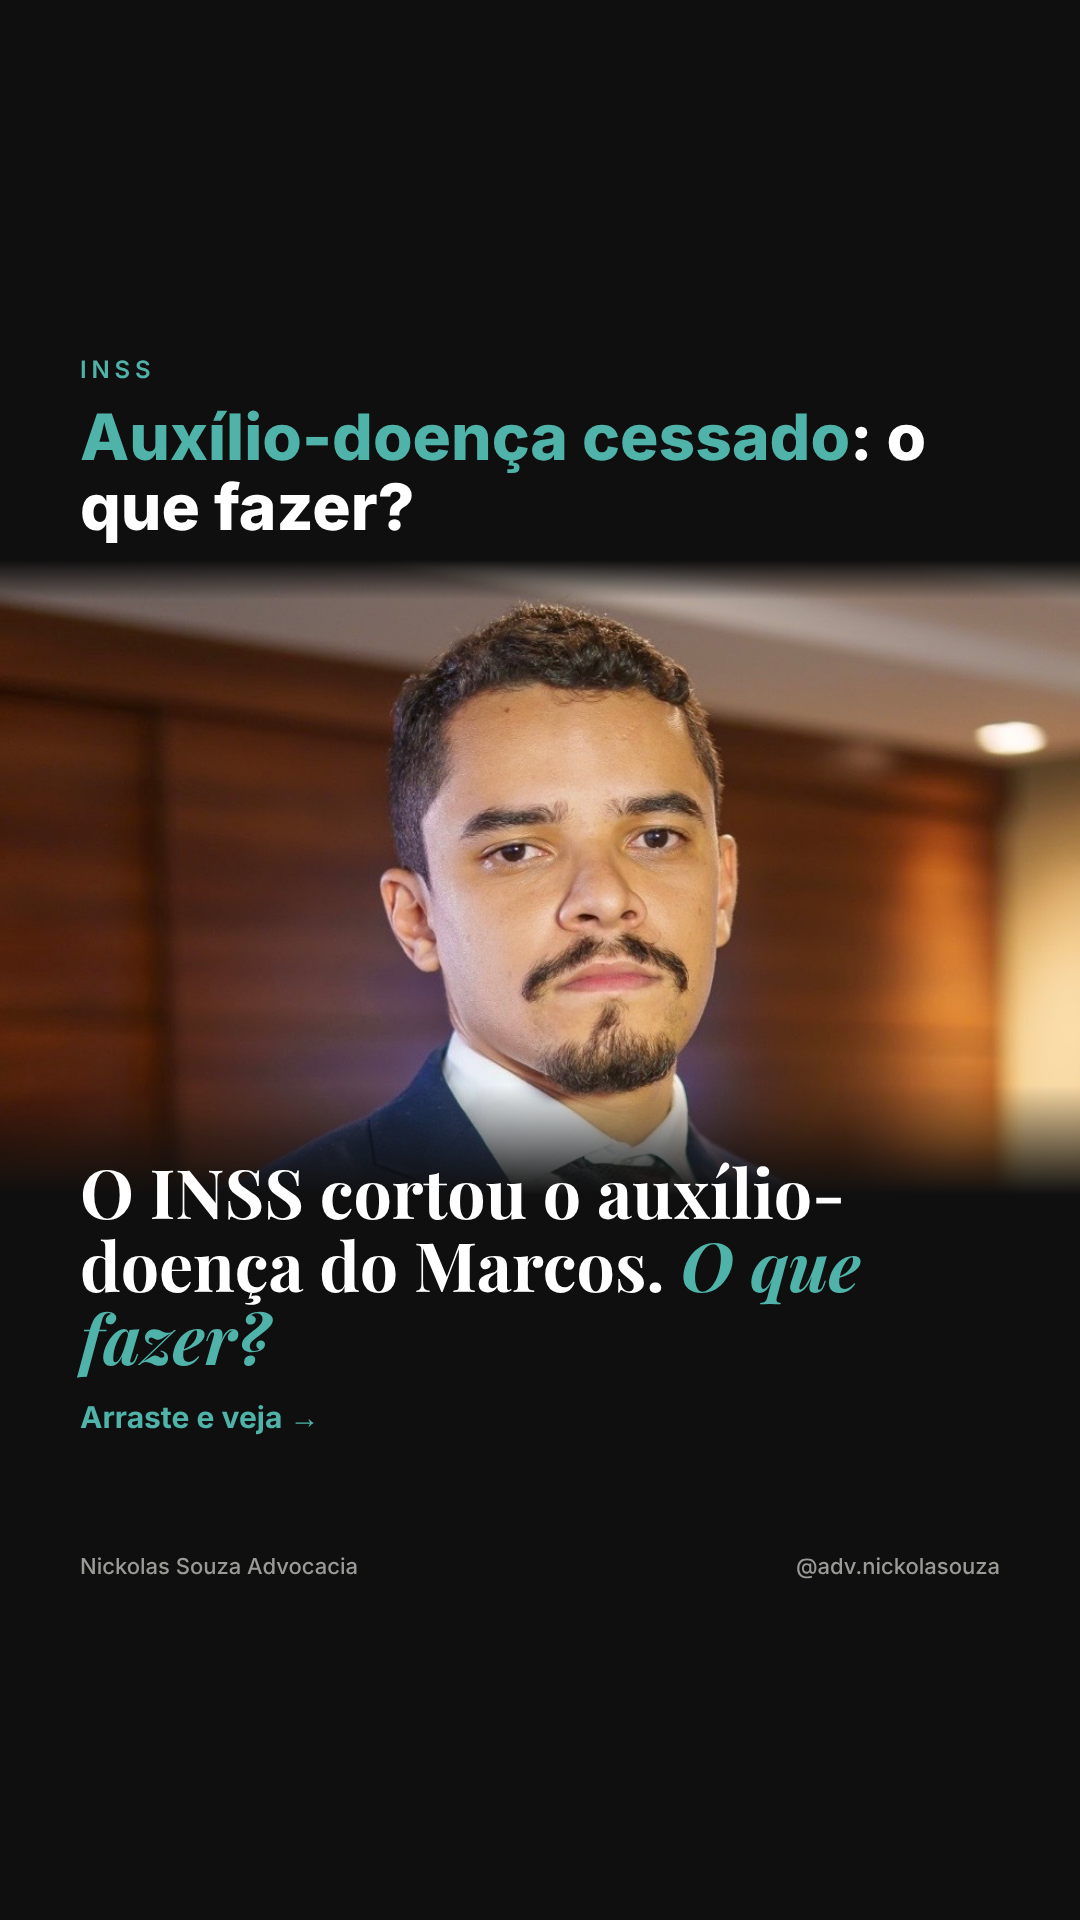 INSS
Auxílio-doença cessado: o
que fazer?
O INSS cortou o auxílio-
doença do Marcos. O que
fazer?
Arraste e veja →
Nickolas Souza Advocacia
@adv.nickolasouza